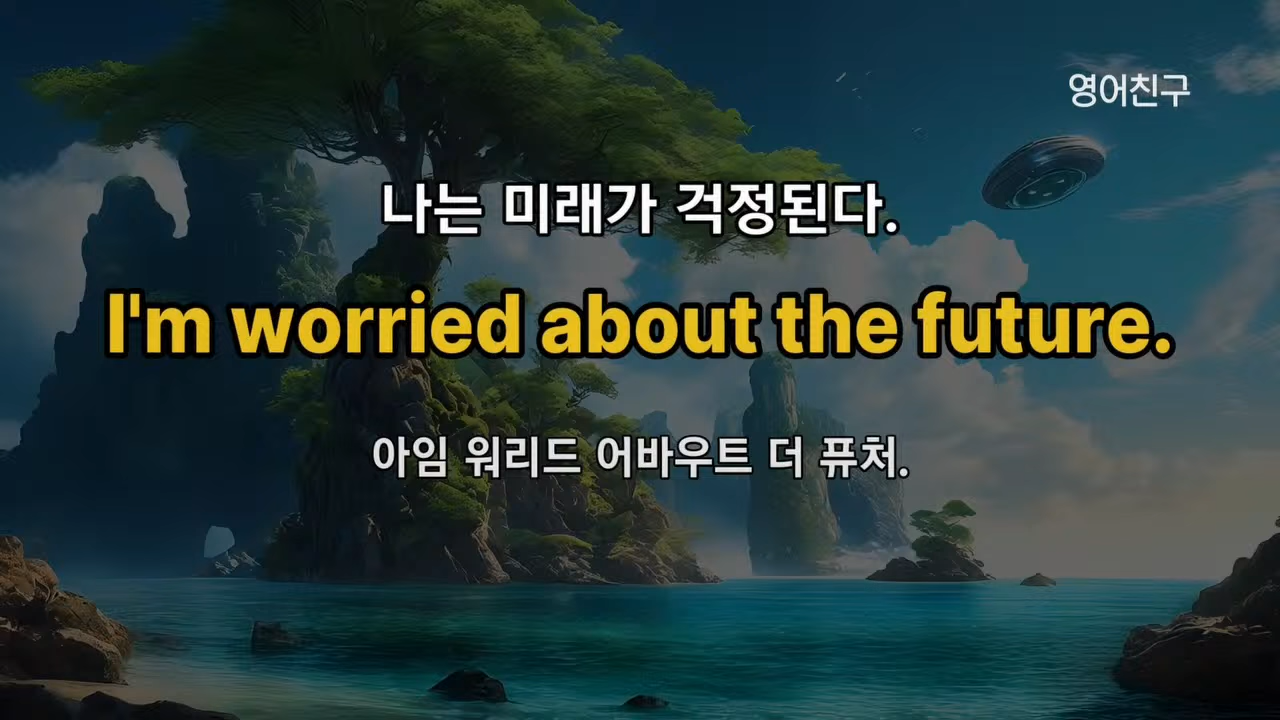 영어친구
나는 미래가 걱정된다.
I'm worried about the future.
아임 워리드 어바우트 더 퓨처.